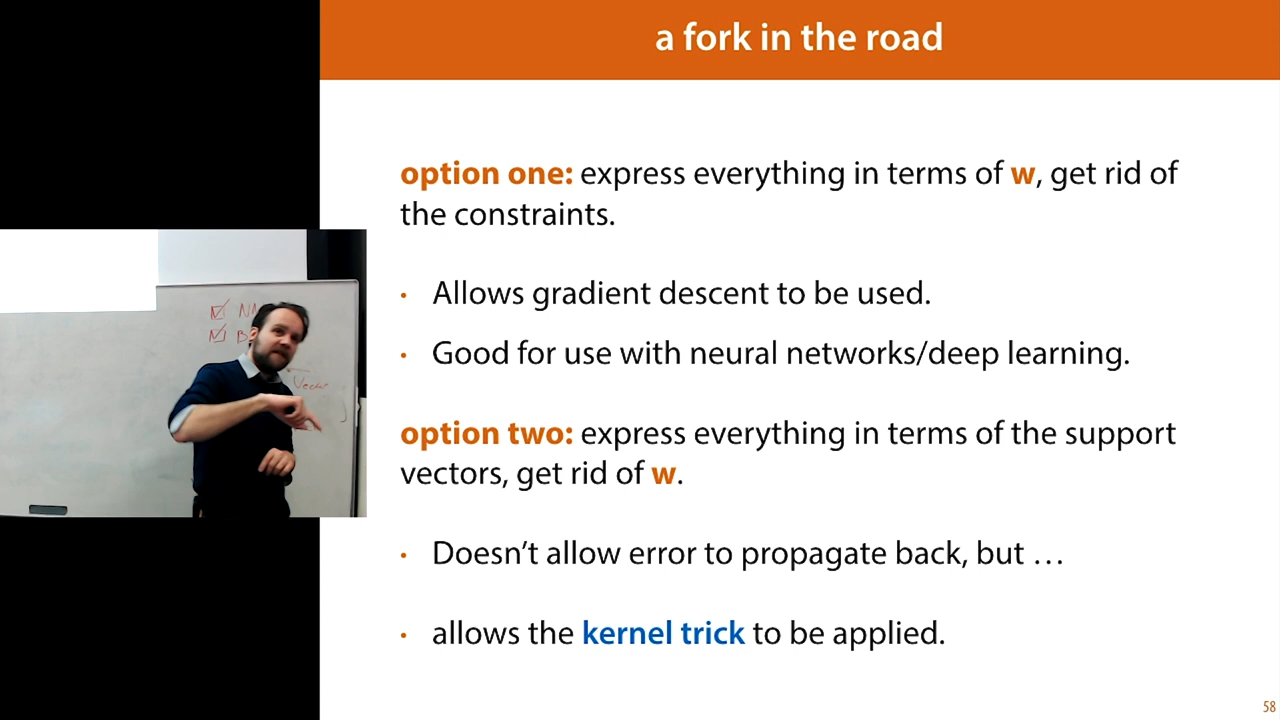 a fork in the road
option one: express everything in terms of w, get rid of
the constraints.
• Allows gradient descent to be used.
• Good for use with neural networks/deep learning.
option two: express everything in terms of the support
vectors, get rid of w.
• Doesn’t allow error to propagate back, but …
• allows the kernel trick to be applied.
58